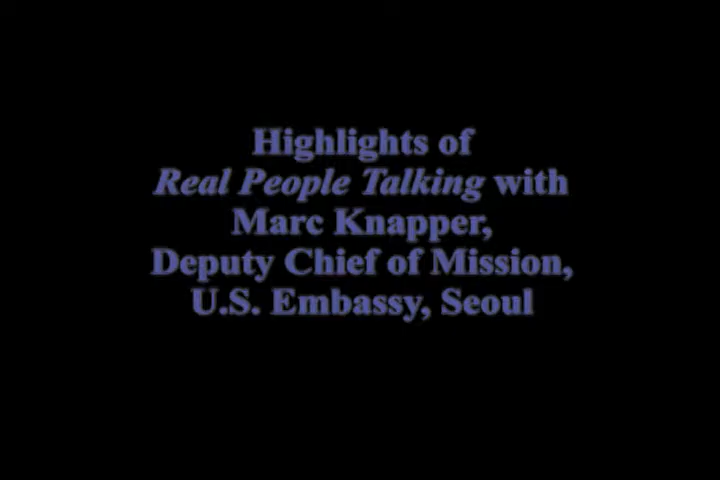 Highlights of
Real People Talking with
Marc Knapper,
Deputy Chief of Mission,
U.S. Embassy, Seoul